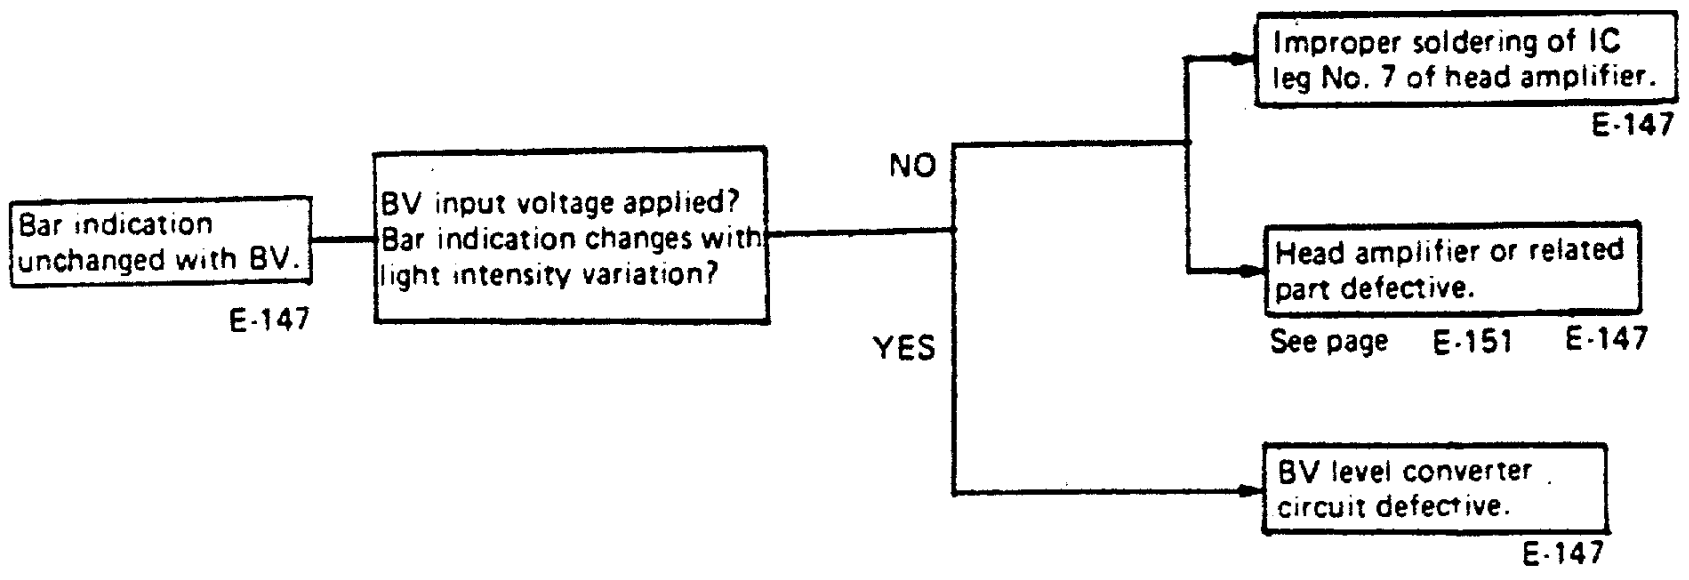 Bar indication
unchanged with BV.
E-147
BV input voltage applied?
Bar indication changes with
light intensity variation?
NO
YES
Improper soldering of IC
leg No. 7 of head amplifier.
E-147
Head amplifier or related
part defective.
See page E-151 E-147
BV level converter
circuit defective.
E-147